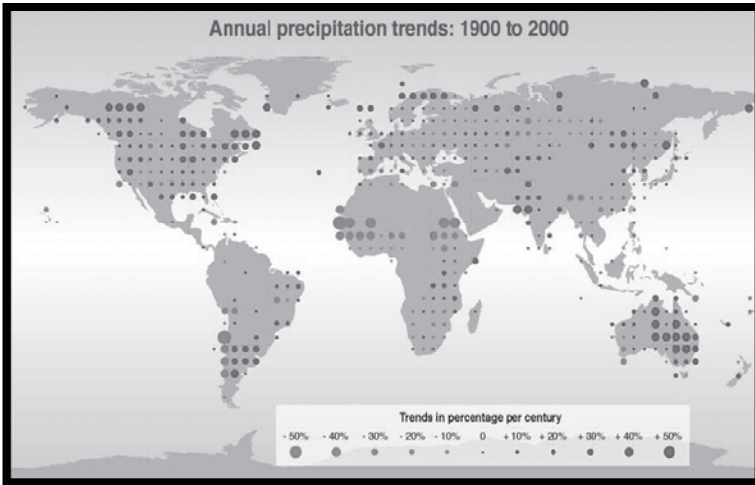 Annual precipitation trends: 1900 to 2000
Trends in percentage per century
- 50% - 40% - 30% - 20% - 10% 0 + 10% + 20% + 30% + 40% + 50%